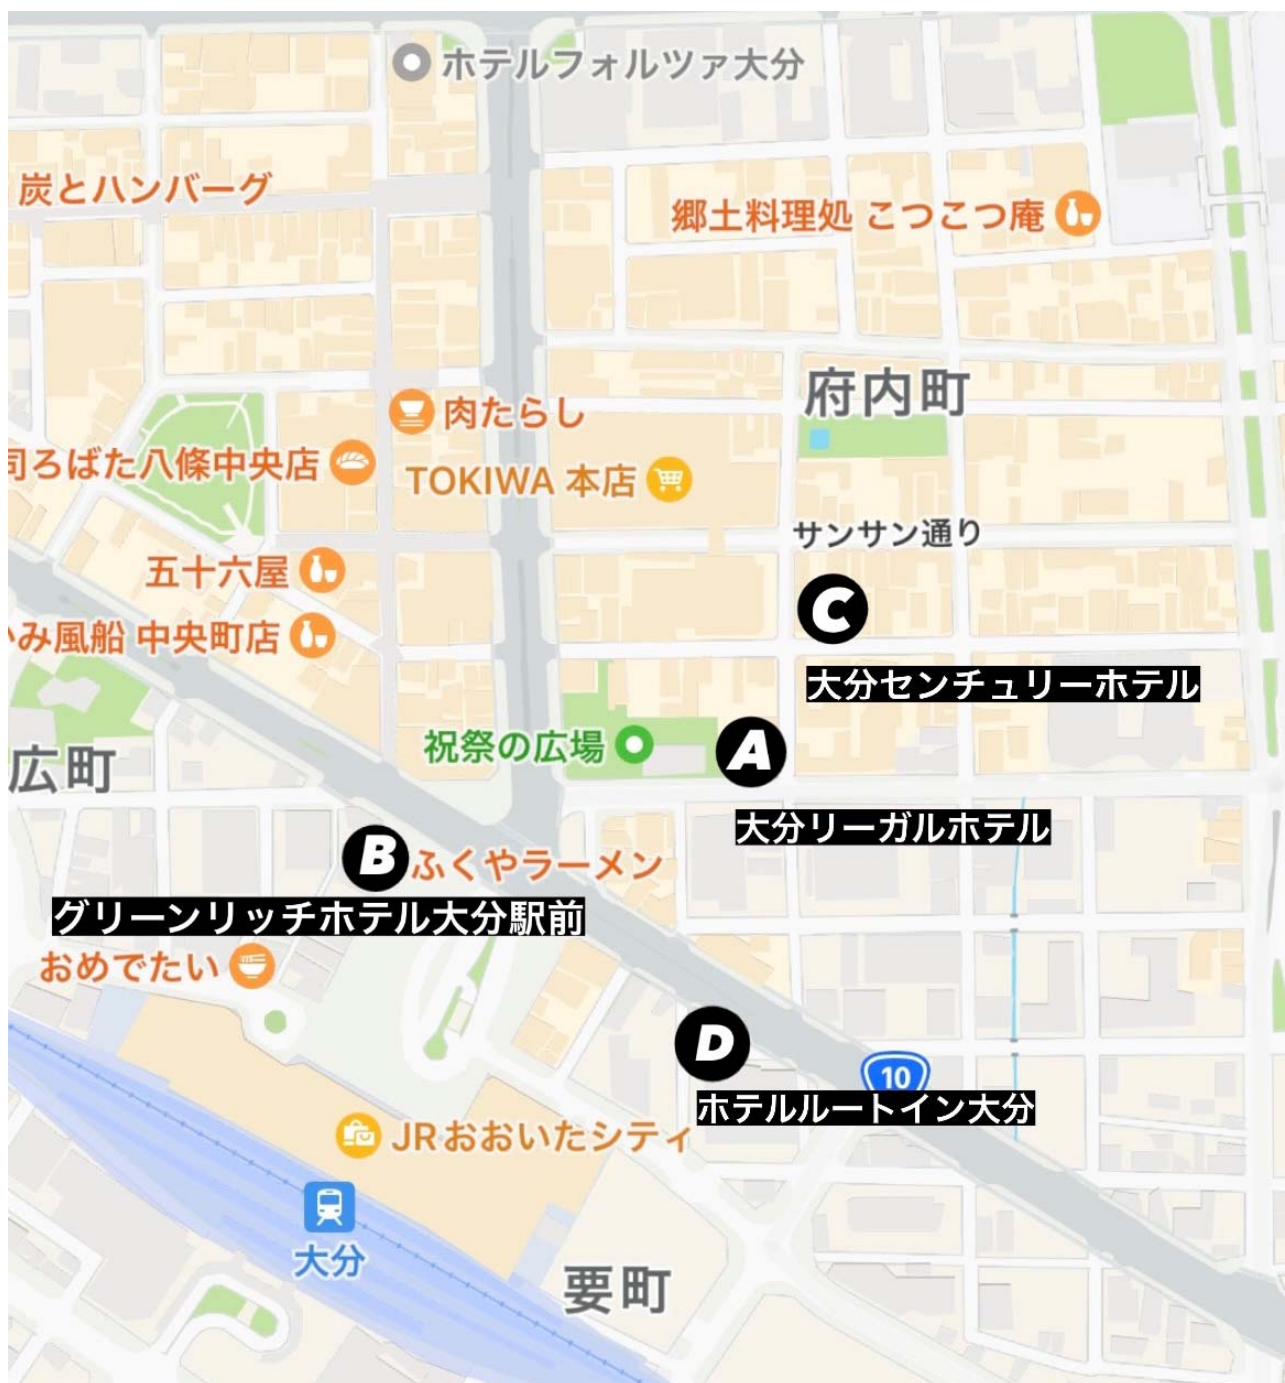 ホテルフォルツァ大分
炭とハンバーグ
郷土料理処 こつこつ庵
府内町
肉たらし
司ろばた八條中央店
TOKIWA 本店
サンサン通り
五十六屋
C
み風船 中央町店
大分センチュリーホテル
祝祭の広場
A
広町
大分リーガルホテル
B
ふくやラーメン
グリーンリッチホテル大分駅前
おめでたい
D
10
ホテルルートイン大分
JRおおいたシティ
大分
要町